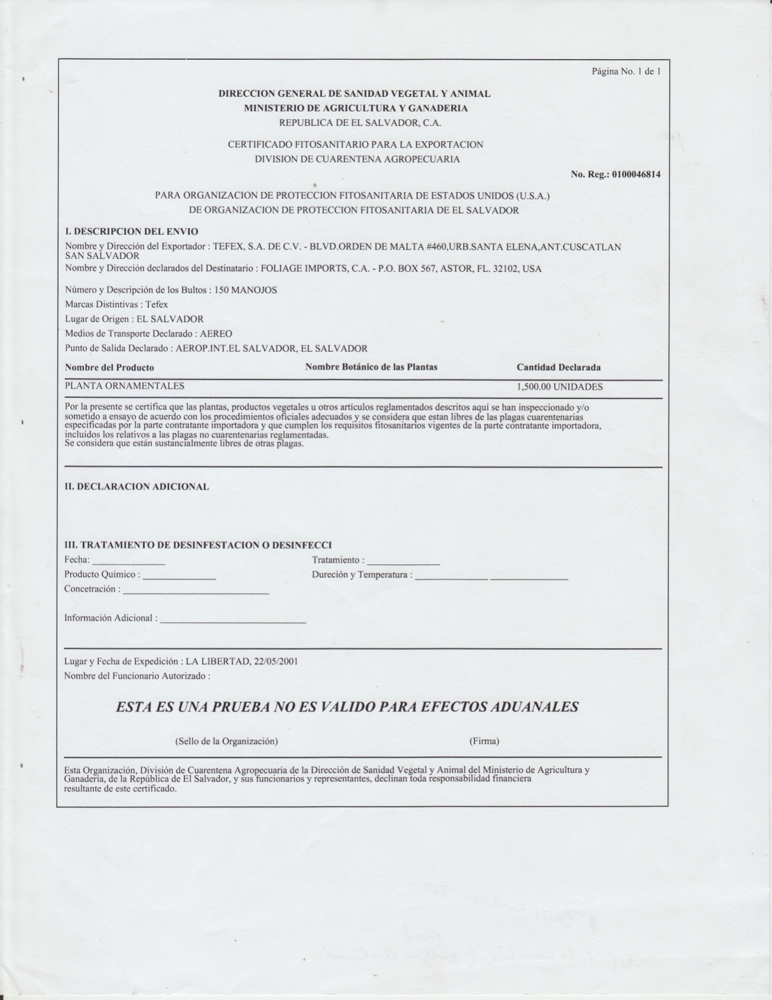 Página No. 1 de 1
DIRECCION GENERAL DE SANIDAD VEGETAL Y ANIMAL
MINISTERIO DE AGRICULTURA Y GANADERIA
REPUBLICA DE EL SALVADOR, C.A.
CERTIFICADO FITOSANITARIO PARA LA EXPORTACION
DIVISION DE CUARENTENA AGROPECUARIA
No. Reg.: 0100046814
PARA ORGANIZACION DE PROTECCION FITOSANITARIA DE ESTADOS UNIDOS (U.S.A.)
DE ORGANIZACION DE PROTECCION FITOSANITARIA DE EL SALVADOR
I. DESCRIPCION DEL ENVIO
Nombre y Dirección del Exportador : TEFEX, S.A. DE C.V. - BLVD.ORDEN DE MALTA #460,URB.SANTA ELENA,ANT.CUSCATLAN
SAN SALVADOR
Nombre y Dirección declarados del Destinatario : FOLIAGE IMPORTS, C.A. - P.O. BOX 567, ASTOR, FL. 32102, USA
Número y Descripción de los Bultos : 150 MANOJOS
Marcas Distintivas : Tefex
Lugar de Origen : EL SALVADOR
Medios de Transporte Declarado : AEREO
Punto de Salida Declarado : AEROP.INT.EL SALVADOR, EL SALVADOR
Nombre del Producto Nombre Botánico de las Plantas Cantidad Declarada
PLANTA ORNAMENTALES 1,500.00 UNIDADES
Por la presente se certifica que las plantas, productos vegetales u otros artículos reglamentados descritos aquí se han inspeccionado y/o
sometido a ensayo de acuerdo con los procedimientos oficiales adecuados y se considera que estan libres de las plagas cuarentenarias
especificadas por la parte contratante importadora y que cumplen los requisitos fitosanitarios vigentes de la parte contratante importadora,
incluidos los relativos a las plagas no cuarentenarias reglamentadas.
Se considera que están sustancialmente libres de otras plagas.
II. DECLARACION ADICIONAL
III. TRATAMIENTO DE DESINFESTACION O DESINFECCI
Fecha: Tratamiento :
Producto Químico : Dureción y Temperatura :
Concetración :
Información Adicional :
Lugar y Fecha de Expedición : LA LIBERTAD, 22/05/2001
Nombre del Funcionario Autorizado :
ESTA ES UNA PRUEBA NO ES VALIDO PARA EFECTOS ADUANALES
(Sello de la Organización) (Firma)
Esta Organización, División de Cuarentena Agropecuaria de la Dirección de Sanidad Vegetal y Animal del Ministerio de Agricultura y
Ganadería, de la República de El Salvador, y sus funcionarios y representantes, declinan toda responsabilidad financiera
resultante de este certificado.